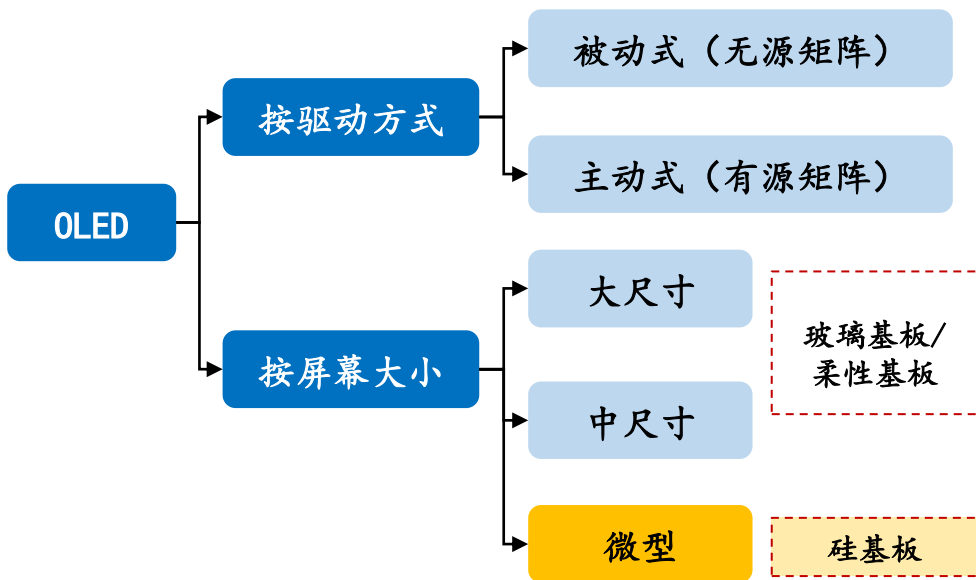 被动式（无源矩阵）
按驱动方式
主动式（有源矩阵）
OLED
大尺寸
玻璃基板/
柔性基板
按屏幕大小
中尺寸
微型
硅基板